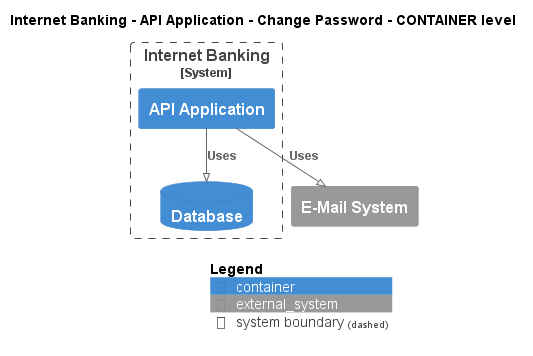 Internet Banking - API Application - Change Password - CONTAINER level
Internet Banking
[System]
API Application
Uses
Uses
Database
E-Mail System
Legend
container
external_system
system boundary (dashed)